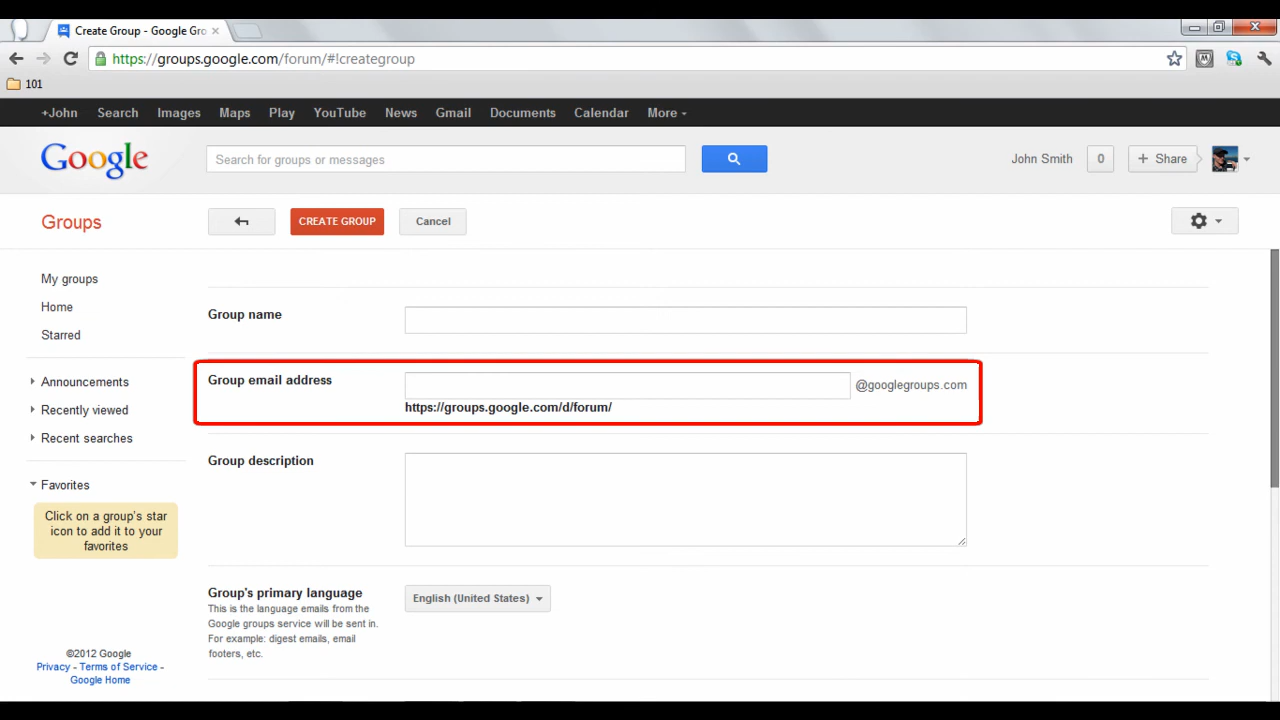 Create Group - Google Gro
https://groups.google.com/forum/#!creategroup
101
+John Search Images Maps Play YouTube News Gmail Documents Calendar More
Google
Search for groups or messages
John Smith 0 + Share
Groups
CREATE GROUP Cancel
My groups
Home
Starred
Announcements
Recently viewed
Recent searches
Favorites
Click on a group's star
icon to add it to your
favorites
©2012 Google
Privacy - Terms of Service -
Google Home
Group name
Group email address
@googlegroups.com
https://groups.google.com/d/forum/
Group description
Group's primary language
This is the language emails from the
Google groups service will be sent in.
For example: digest emails, email
footers, etc.
English (United States)